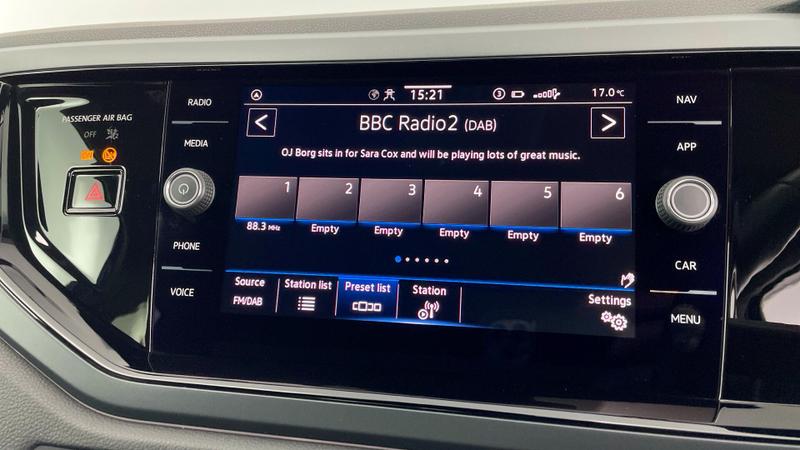 PASSENGER AIR BAG
OFF
RADIO
MEDIA
PHONE
VOICE
15:21
3
17.0 °C
<
BBC Radio2 (DAB)
>
OJ Borg sits in for Sara Cox and will be playing lots of great music.
1 2 3 4 5 6
88.3 MHz Empty Empty Empty Empty Empty
Source Station list Preset list Station Settings
FM/DAB
NAV
APP
CAR
MENU